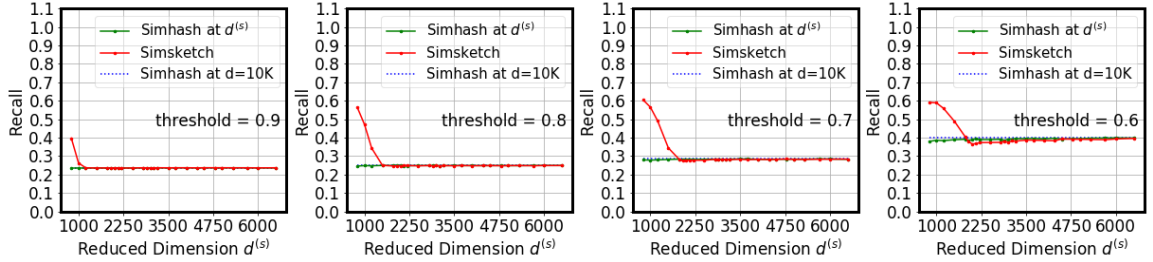 1.1
1.0
0.9
0.8
0.7
0.6
0.5
0.4
0.3
0.2
0.1
0.0
Recall
Simhash at d^(s)
Simsketch
Simhash at d=10K
threshold = 0.9
1000 2250 3500 4750 6000
Reduced Dimension d^(s)
1.1
1.0
0.9
0.8
0.7
0.6
0.5
0.4
0.3
0.2
0.1
0.0
Recall
Simhash at d^(s)
Simsketch
Simhash at d=10K
threshold = 0.8
1000 2250 3500 4750 6000
Reduced Dimension d^(s)
1.1
1.0
0.9
0.8
0.7
0.6
0.5
0.4
0.3
0.2
0.1
0.0
Recall
Simhash at d^(s)
Simsketch
Simhash at d=10K
threshold = 0.7
1000 2250 3500 4750 6000
Reduced Dimension d^(s)
1.1
1.0
0.9
0.8
0.7
0.6
0.5
0.4
0.3
0.2
0.1
0.0
Recall
Simhash at d^(s)
Simsketch
Simhash at d=10K
threshold = 0.6
1000 2250 3500 4750 6000
Reduced Dimension d^(s)